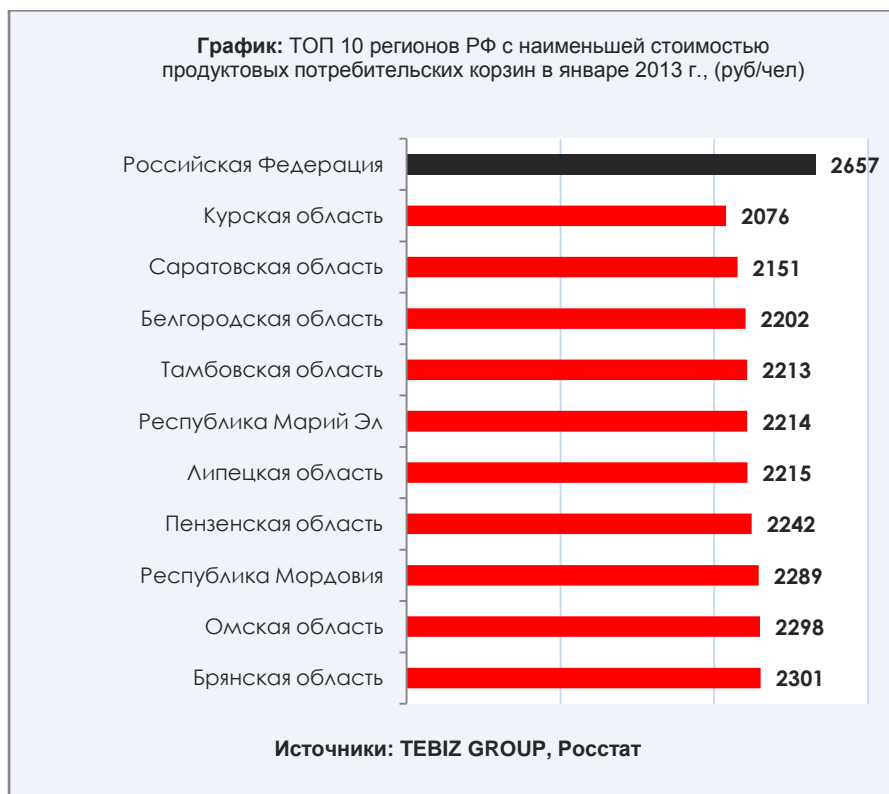 График: ТОП 10 регионов РФ с наименьшей стоимостью
продуктовых потребительских корзин в январе 2013 г., (руб/чел)
Российская Федерация 2657
Курская область 2076
Саратовская область 2151
Белгородская область 2202
Тамбовская область 2213
Республика Марий Эл 2214
Липецкая область 2215
Пензенская область 2242
Республика Мордовия 2289
Омская область 2298
Брянская область 2301
Источники: TEBIZ GROUP, Росстат